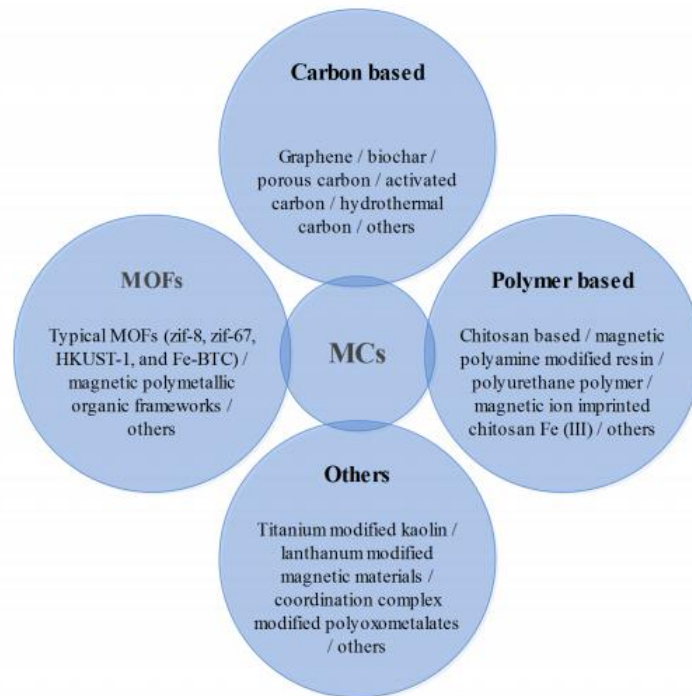 Carbon based
Graphene / biochar /
porous carbon / activated
carbon / hydrothermal
carbon / others
MOFs
Typical MOFs (zif-8, zif-67,
HKUST-1, and Fe-BTC) /
magnetic polymetallic
organic frameworks /
others
MCs
Polymer based
Chitosan based / magnetic
polyamine modified resin /
polyurethane polymer /
magnetic ion imprinted
chitosan Fe (III) / others
Others
Titanium modified kaolin /
lanthanum modified
magnetic materials /
coordination complex
modified polyoxometalates
/ others